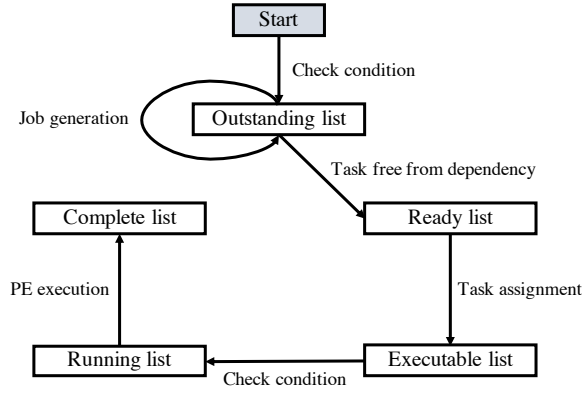 Start
Check condition
Job generation
Outstanding list
Task free from dependency
Complete list
Ready list
PE execution
Task assignment
Running list
Executable list
Check condition